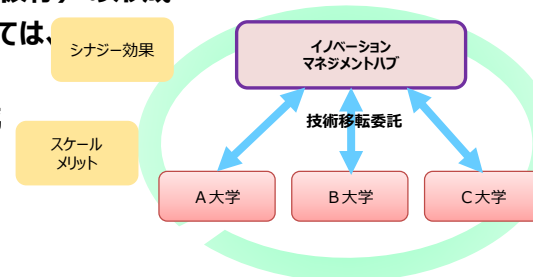 ては、
シナジー効果
イノベーション
マネジメントハブ
技術移転委託
スケール
メリット
A大学
B大学
C大学